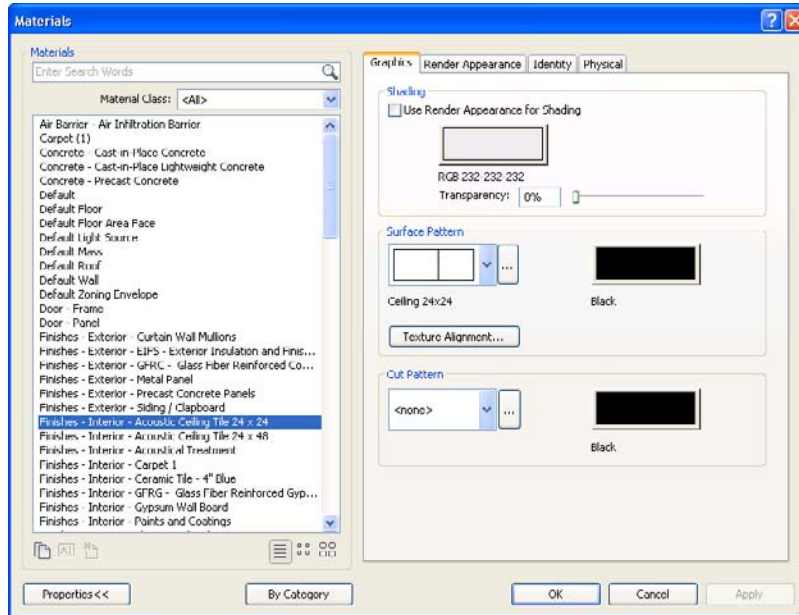 Materials
Materials
Enter Search Words
Material Class: <All>
Air Barrier - Air Infiltration Barrier
Carpet (1)
Concrete - Cast-in-Place Concrete
Concrete - Cast-in-Place Lightweight Concrete
Concrete - Precast Concrete
Default
Default Floor
Default Floor Area Face
Default Light Source
Default Mass
Default Roof
Default Wall
Default Zoning Envelope
Door - Frame
Door - Panel
Finishes - Exterior - Curtain Wall Mullions
Finishes - Exterior - EIFS - Exterior Insulation and Finis...
Finishes - Exterior - GFRC - Glass Fiber Reinforced Co...
Finishes - Exterior - Metal Panel
Finishes - Exterior - Precast Concrete Panels
Finishes - Exterior - Siding / Clapboard
Finishes - Interior - Acoustic Ceiling Tile 24 x 24
Finishes - Interior - Acoustic Ceiling Tile 24 x 48
Finishes - Interior - Acoustical Treatment
Finishes - Interior - Carpet 1
Finishes - Interior - Ceramic Tile - 4" Blue
Finishes - Interior - GFRG - Glass Fiber Reinforced Gyp...
Finishes - Interior - Gypsum Wall Board
Finishes - Interior - Paints and Coatings
Properties<<
By Category
Graphics Render Appearance Identity Physical
Shading
Use Render Appearance for Shading
RGB 232 232 232
Transparency: 0%
Surface Pattern
...
Ceiling 24x24
Black
Texture Alignment...
Cut Pattern
<none>
...
Black
OK
Cancel
Apply